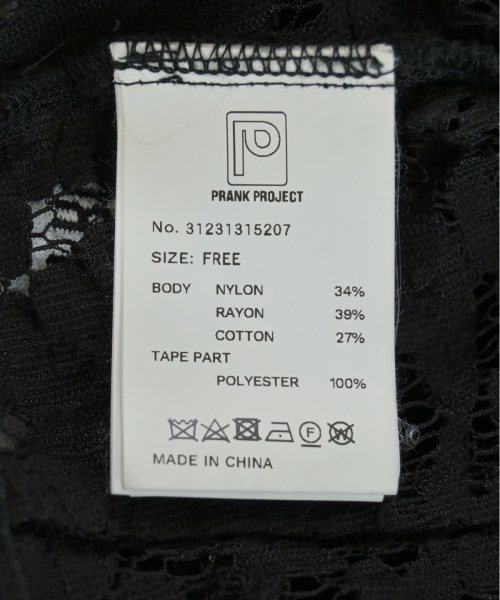 P
PRANK PROJECT
No. 31231315207
SIZE: FREE
BODY NYLON 34%
RAYON 39%
COTTON 27%
TAPE PART
POLYESTER 100%
F W
MADE IN CHINA